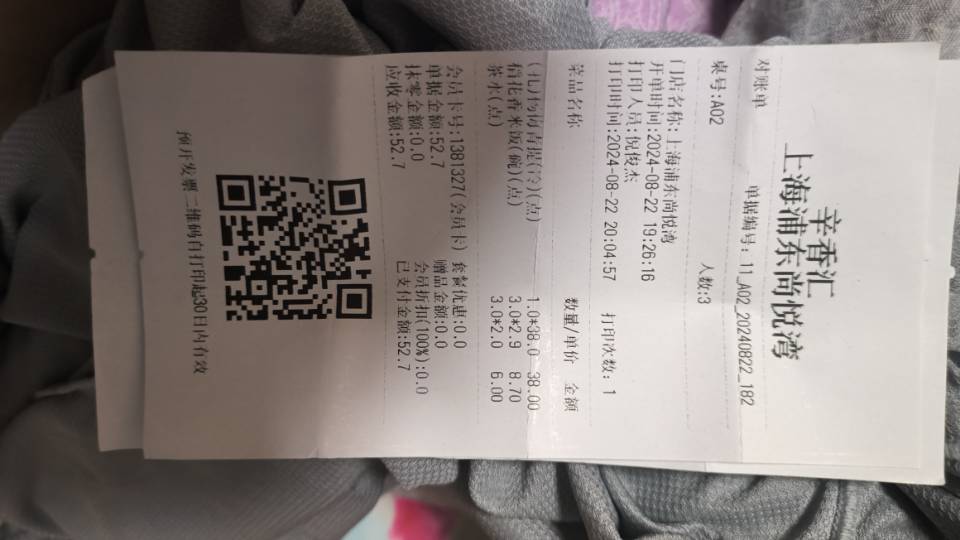 羊香汇
上海浦东尚悦湾
单据编号: 11_A02_20240822_182
对账单
桌号:A02 人数:3
门店名称:上海浦东尚悦湾
开单时间:2024-08-22 19:26:16
打印人员:倪俊杰
打印时间:2024-08-22 20:04:57 打印次数: 1
菜品名称 数量/单价 金额
青提(冷)(点) 1.0*38.0 38.00
稻花香米饭(碗)(点) 3.0*2.9 8.70
茶水(点) 3.0*2.0 6.00
会员卡号:1381327(会员卡) 套餐优惠:0.0
单据金额:52.7 赠品金额:0.0
抹零金额:0.0 会员折扣(100%):0.0
应收金额:52.7 已支付金额:52.7
预开发票二维码自打印起30日内有效